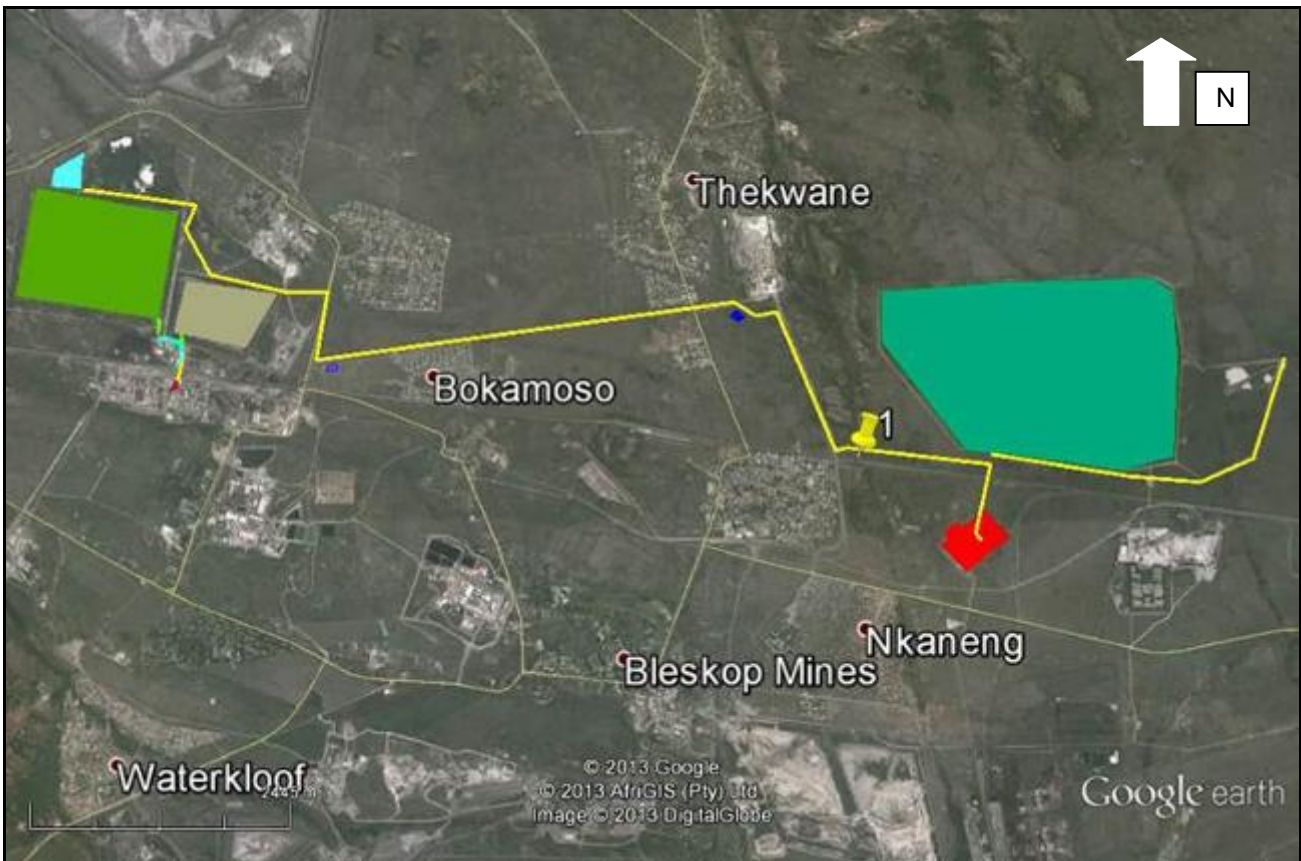 N
Thekwane
Bokamoso
1
Nkaneng
Bleskop Mines
Waterkloof
© 2013 Google
© 2013 AfriGIS (Pty) Ltd.
Image © 2013 DigitalGlobe
Google earth